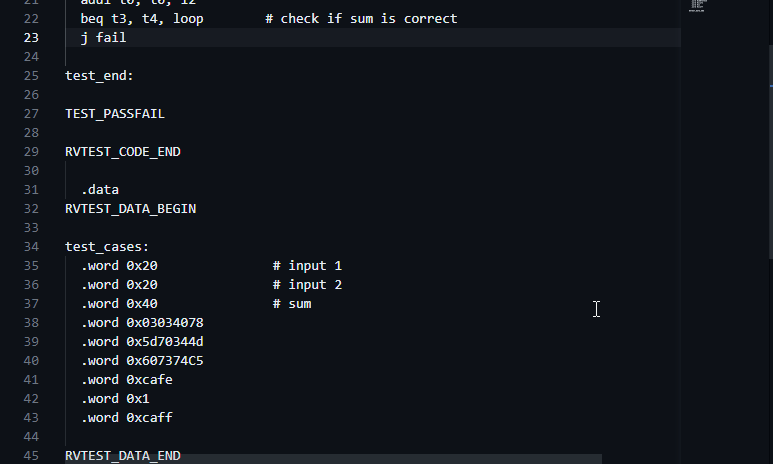 21 addi t0, t0, 12
22 beq t3, t4, loop # check if sum is correct
23 j fail
24
25 test_end:
26
27 TEST_PASSFAIL
28
29 RVTEST_CODE_END
30
31 .data
32 RVTEST_DATA_BEGIN
33
34 test_cases:
35 .word 0x20 # input 1
36 .word 0x20 # input 2
37 .word 0x40 # sum
38 .word 0x03034078
39 .word 0x5d70344d
40 .word 0x607374C5
41 .word 0xcafe
42 .word 0x1
43 .word 0xcaff
44
45 RVTEST_DATA_END